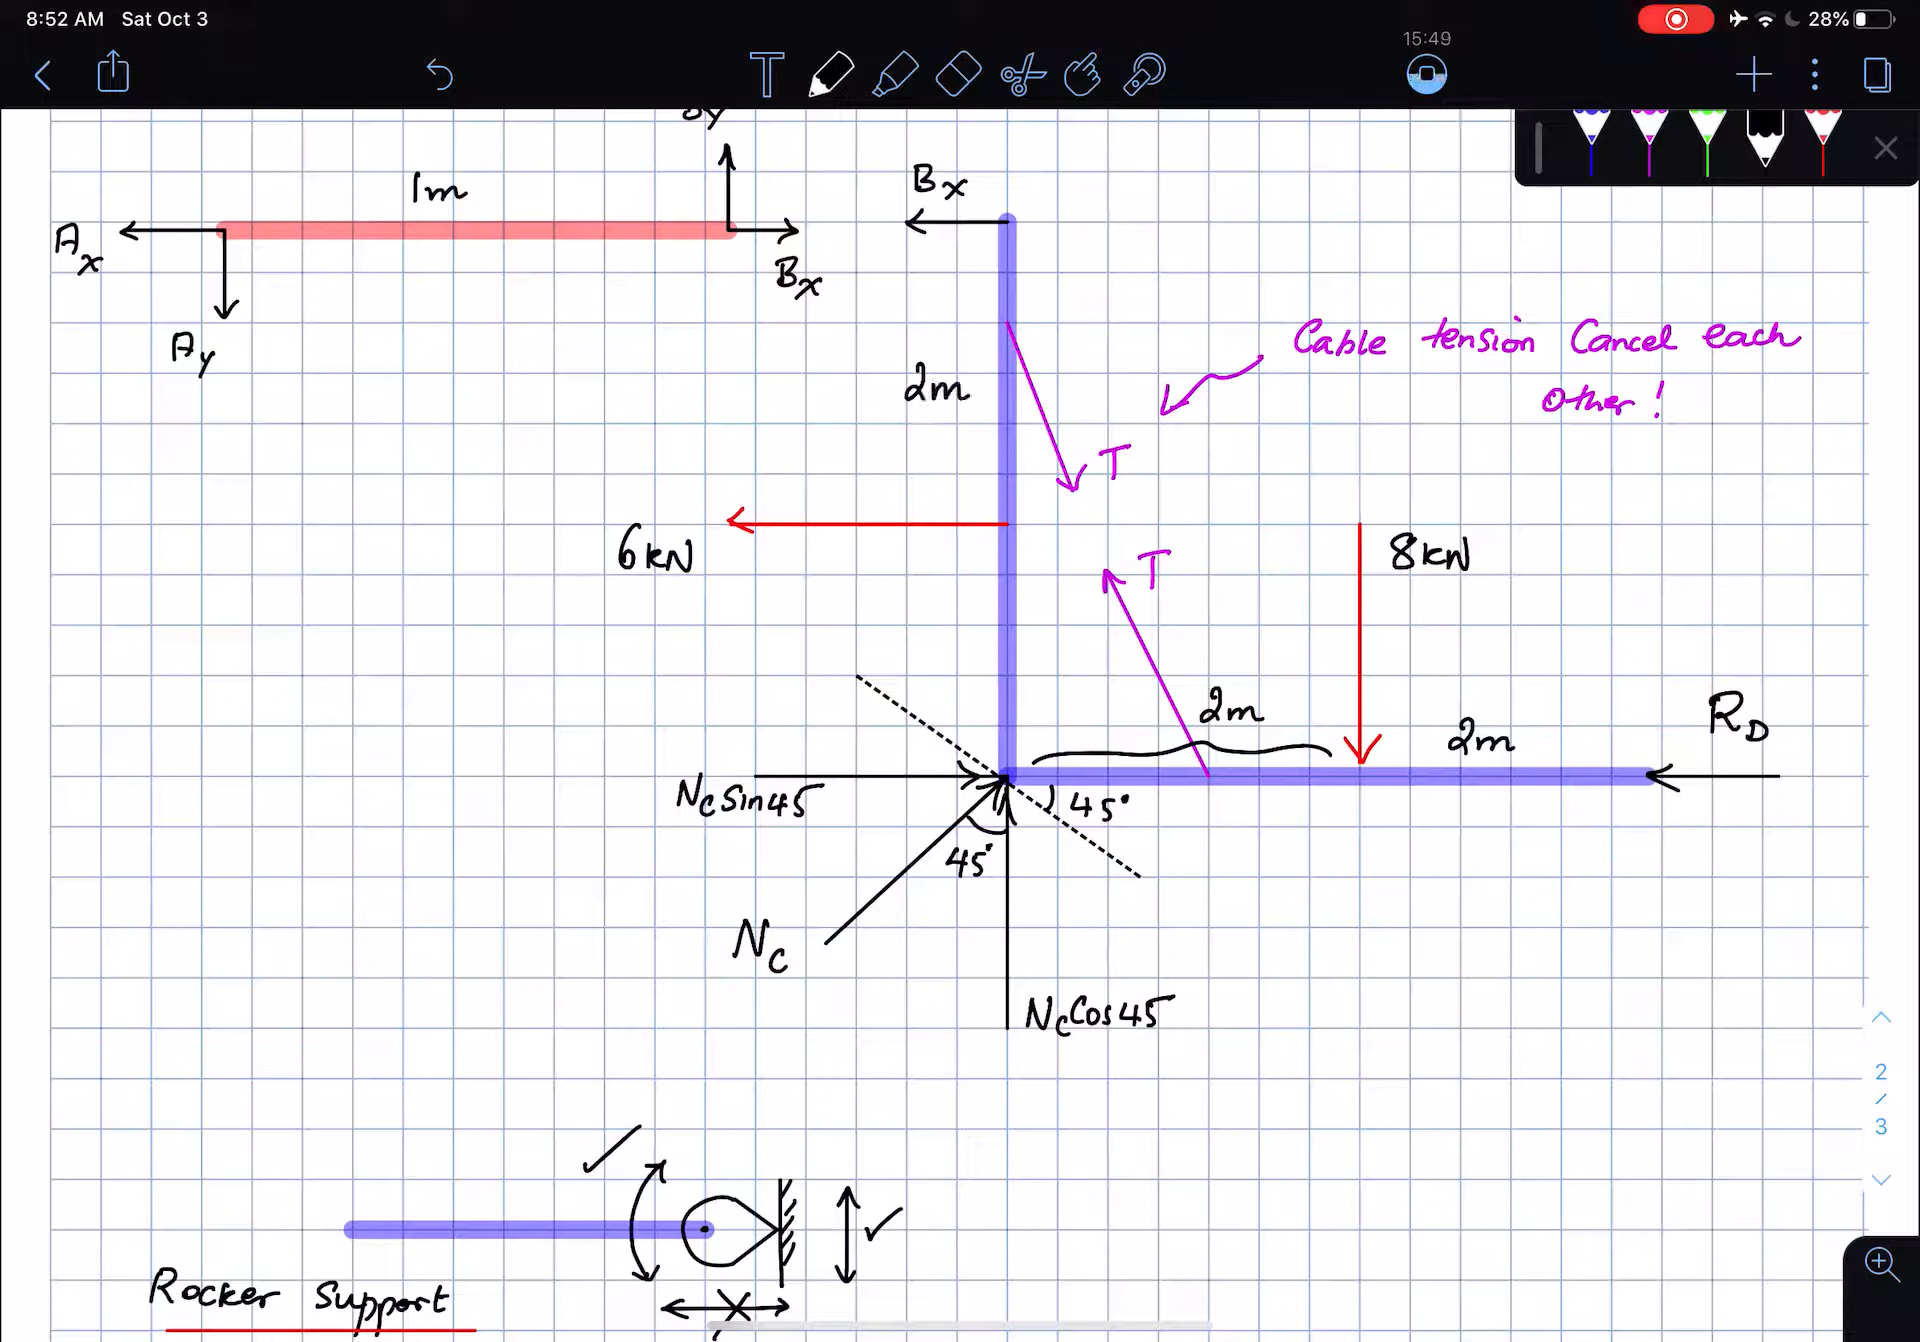 8:52 AM Sat Oct 3
28%
15:49
T
1m
Bx
Ax
Bx
Ay
2m
Cable tension Cancel each
Other!
T
6kN
T
8kN
2m
2m
RD
NcSin45
45°
45°
Nc
NcCos45
2
/
3
Rocker Support